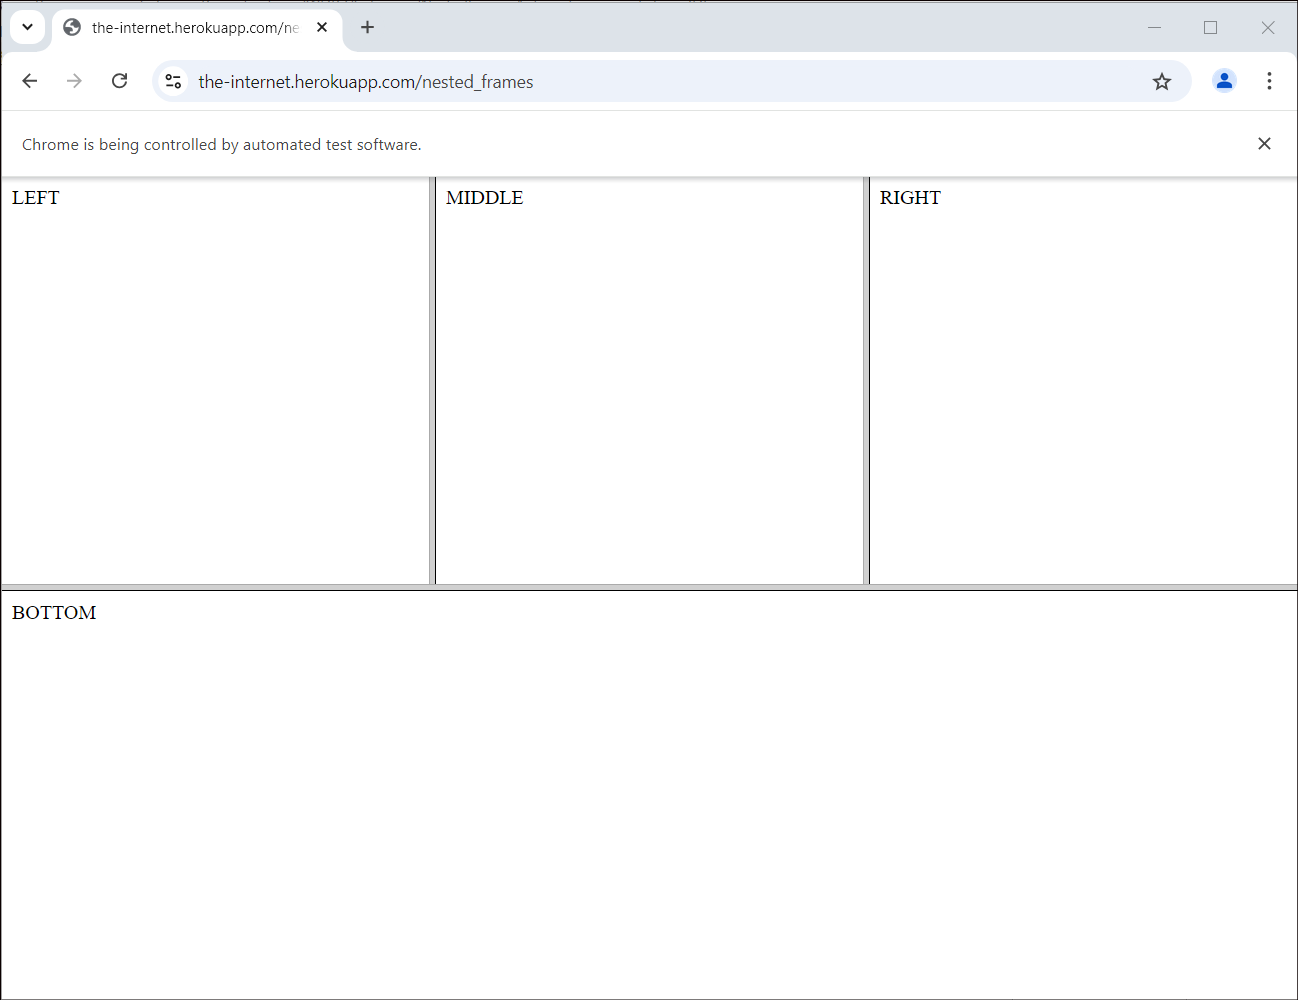 the-internet.herokuapp.com/ne
the-internet.herokuapp.com/nested_frames
Chrome is being controlled by automated test software.
LEFT
MIDDLE
RIGHT
BOTTOM